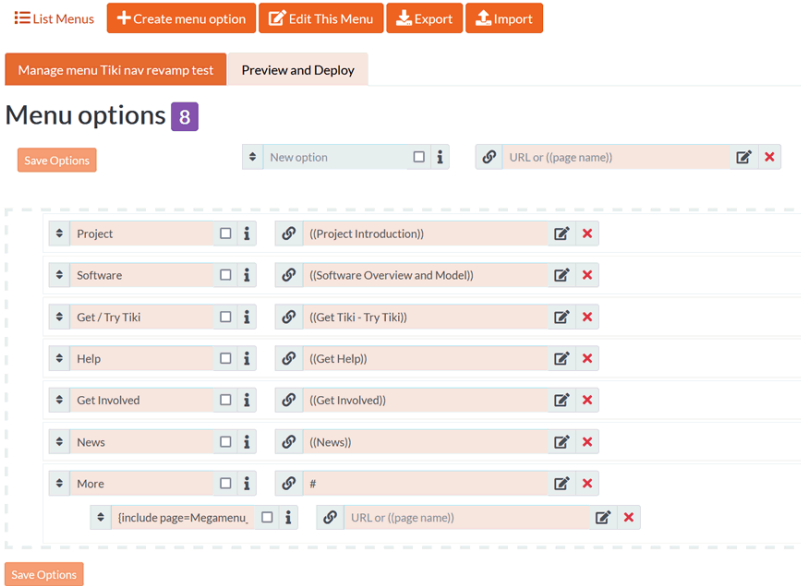 List Menus Create menu option Edit This Menu Export Import
Manage menu Tiki nav revamp test Preview and Deploy
Menu options 8
Save Options New option URL or ((page name))
Project ((Project Introduction))
Software ((Software Overview and Model))
Get / Try Tiki ((Get Tiki - Try Tiki))
Help ((Get Help))
Get Involved ((Get Involved))
News ((News))
More #
{include page=Megamenu_ URL or ((page name))
Save Options